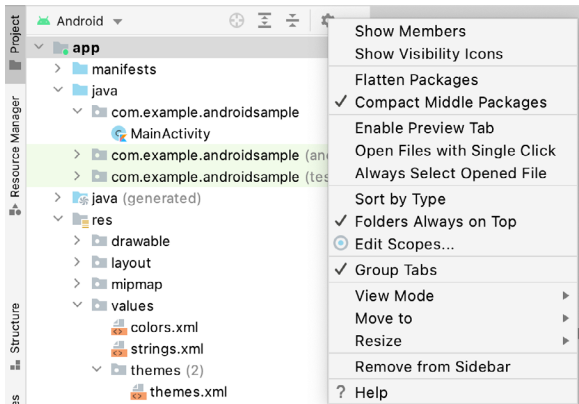 Project
Resource Manager
Structure
Android
app
manifests
java
com.example.androidsample
MainActivity
com.example.androidsample
com.example.androidsample
java (generated)
res
drawable
layout
mipmap
values
colors.xml
strings.xml
themes (2)
themes.xml
Show Members
Show Visibility Icons
Flatten Packages
✓ Compact Middle Packages
Enable Preview Tab
Open Files with Single Click
Always Select Opened File
Sort by Type
✓ Folders Always on Top
Edit Scopes...
✓ Group Tabs
View Mode
Move to
Resize
Remove from Sidebar
? Help